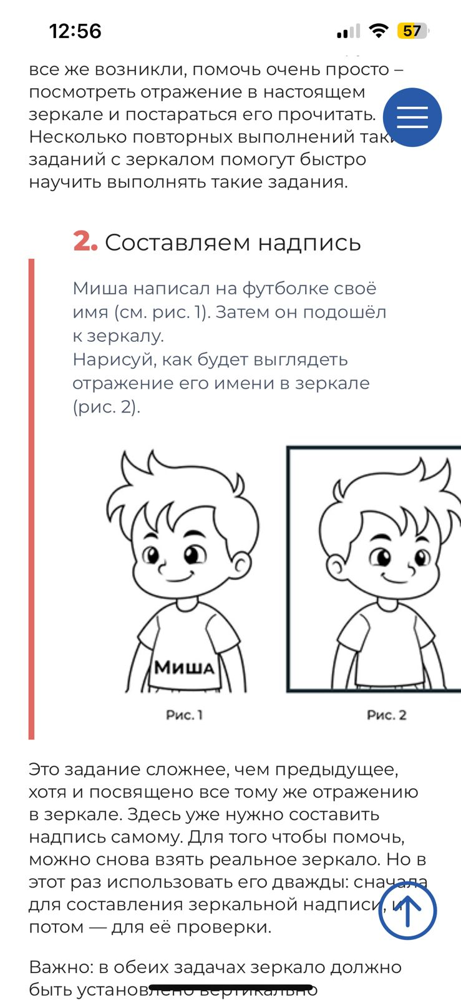 12:56
57
все же возникли, помочь очень просто –
посмотреть отражение в настоящем
зеркале и постараться его прочитать.
Несколько повторных выполнений
заданий с зеркалом помогут быстро
научить выполнять такие задания.
2. Составляем надпись
Миша написал на футболке своё
имя (см. рис. 1). Затем он подошёл
к зеркалу.
Нарисуй, как будет выглядеть
отражение его имени в зеркале
(рис. 2).
Миша
Рис. 1
Рис. 2
Это задание сложнее, чем предыдущее,
хотя и посвящено все тому же отражению
в зеркале. Здесь уже нужно составить
надпись самому. Для того чтобы помочь,
можно снова взять реальное зеркало. Но в
этот раз использовать его дважды: сначала
для составления зеркальной надписи, и
потом — для её проверки.
Важно: в обеих задачах зеркало должно
быть установлено вертикально